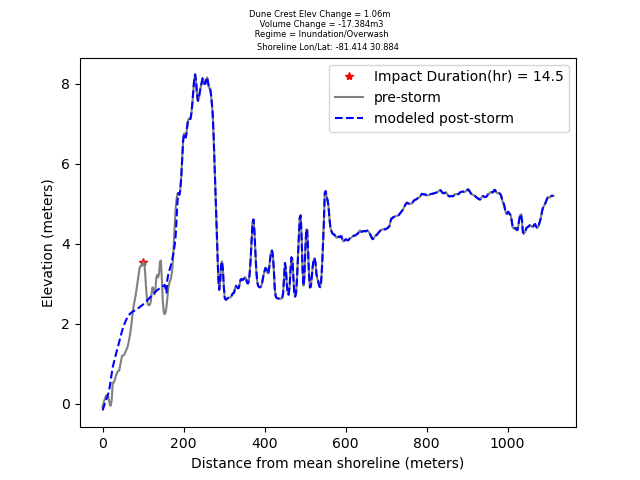 Dune Crest Elev Change = 1.06m
Volume Change = -17.384m3
Regime = Inundation/Overwash
Shoreline Lon/Lat: -81.414 30.884
Impact Duration(hr) = 14.5
pre-storm
modeled post-storm
8
6
4
2
0
Elevation (meters)
0 200 400 600 800 1000
Distance from mean shoreline (meters)